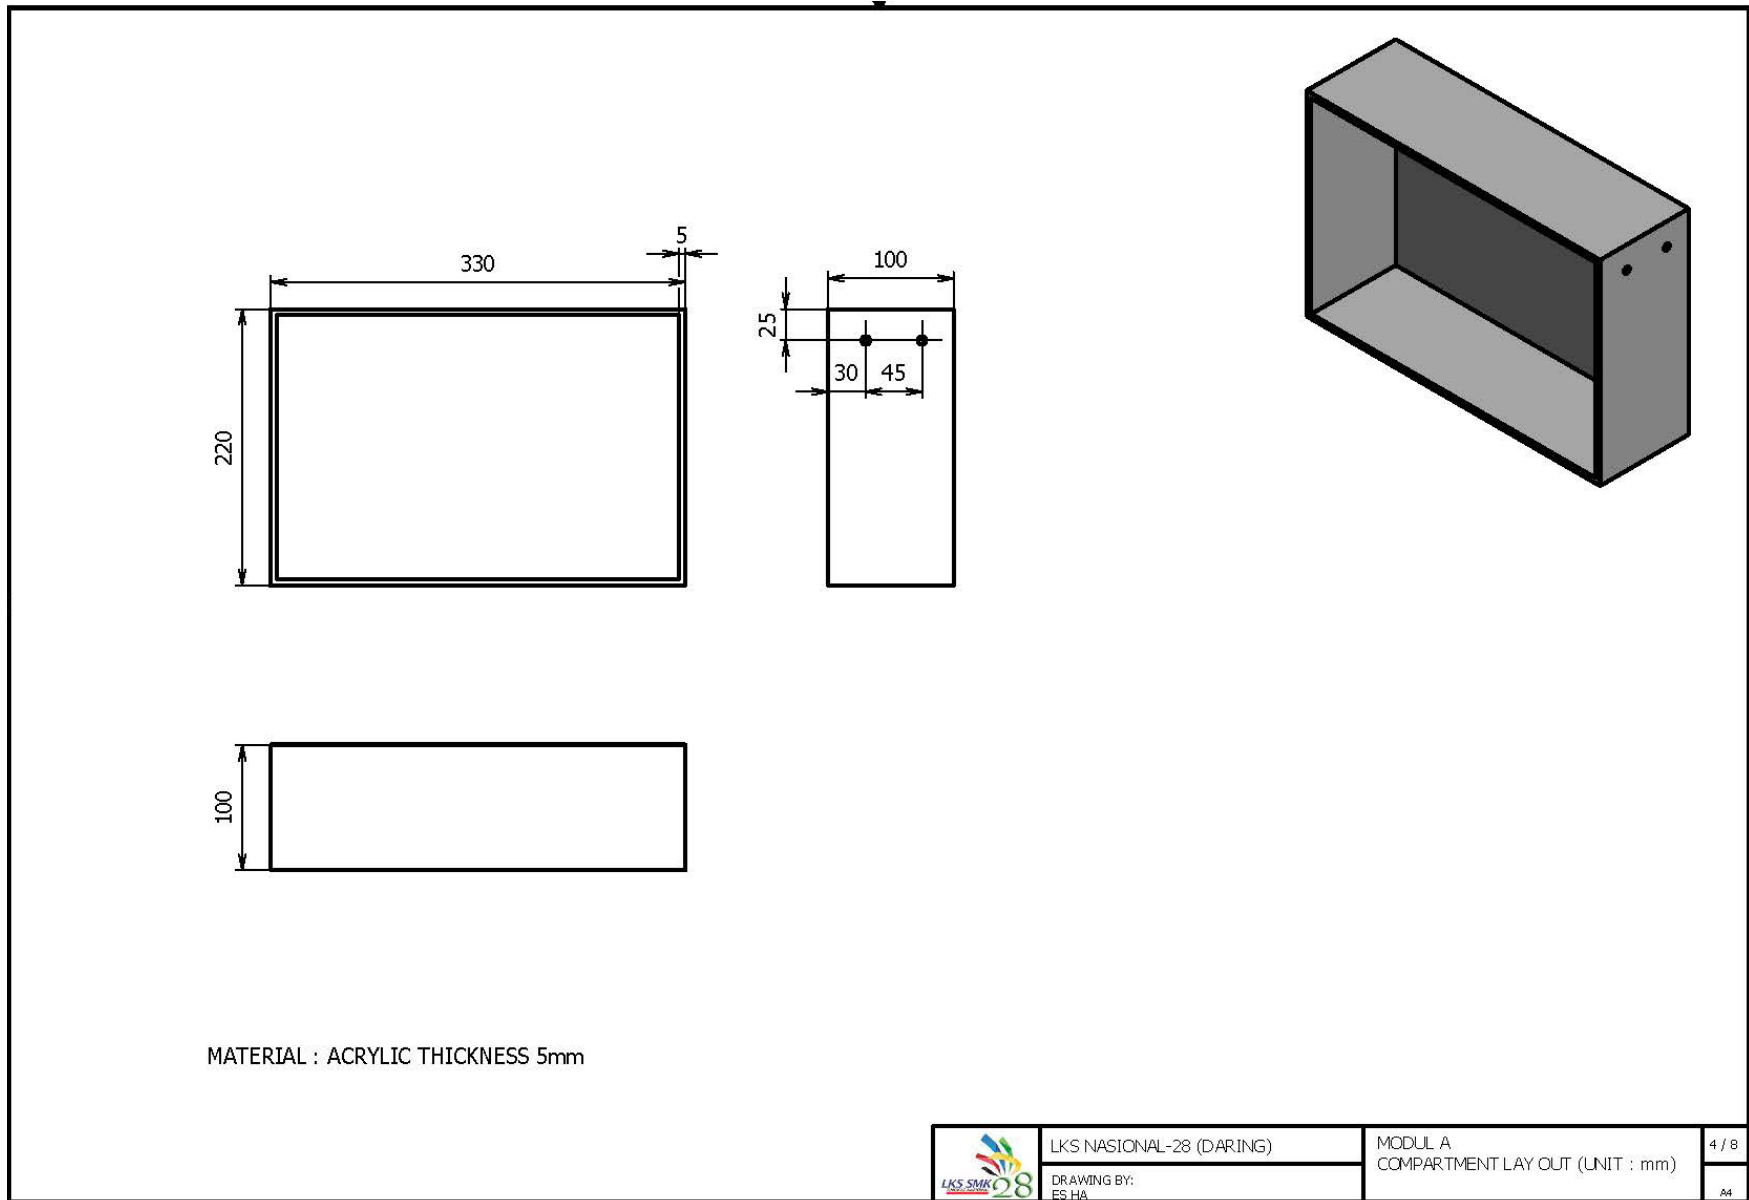 5
330
100
25
30
45
220
100
MATERIAL : ACRYLIC THICKNESS 5mm
LKS SMK 28
LKS NASIONAL-28 (DARING)
DRAWING BY:
ES HA
MODUL A
COMPARTMENT LAY OUT (UNIT : mm)
4 / 8
A4